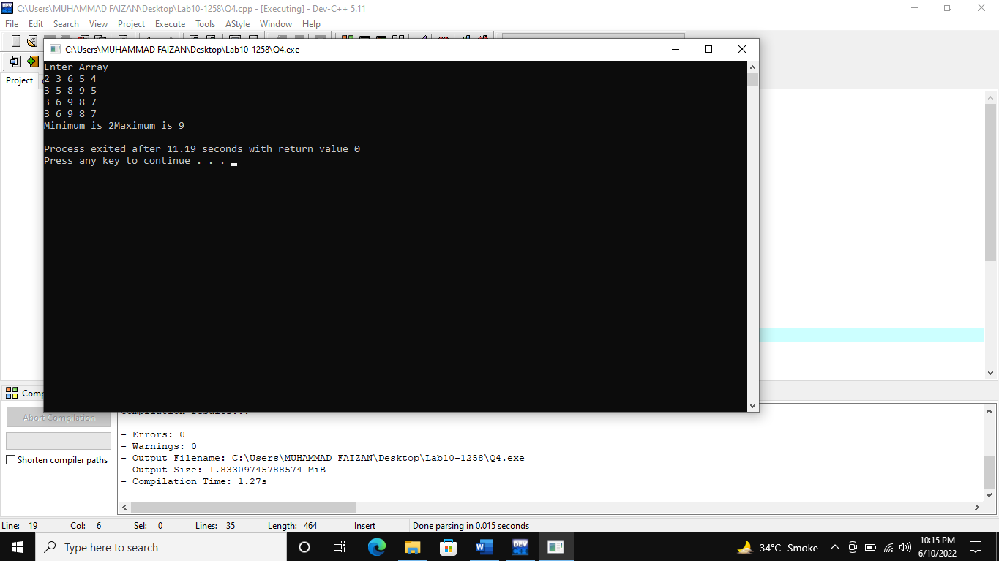 C:\Users\MUHAMMAD FAIZAN\Desktop\Lab10-1258\Q4.cpp - [Executing] - Dev-C++ 5.11
File Edit Search View Project Execute Tools AStyle Window Help
C:\Users\MUHAMMAD FAIZAN\Desktop\Lab10-1258\Q4.exe
Project
Enter Array
2 3 6 5 4
3 5 8 9 5
3 6 9 8 7
3 6 9 8 7
Minimum is 2Maximum is 9
--------------------------------
Process exited after 11.19 seconds with return value 0
Press any key to continue . . .
Abort Compilation
Shorten compiler paths
Compilation results...
--------
- Errors: 0
- Warnings: 0
- Output Filename: C:\Users\MUHAMMAD FAIZAN\Desktop\Lab10-1258\Q4.exe
- Output Size: 1.83309745788574 MiB
- Compilation Time: 1.27s
Line: 19 Col: 6 Sel: 0 Lines: 35 Length: 464 Insert Done parsing in 0.015 seconds
Type here to search
DEV
34°C Smoke
10:15 PM
6/10/2022